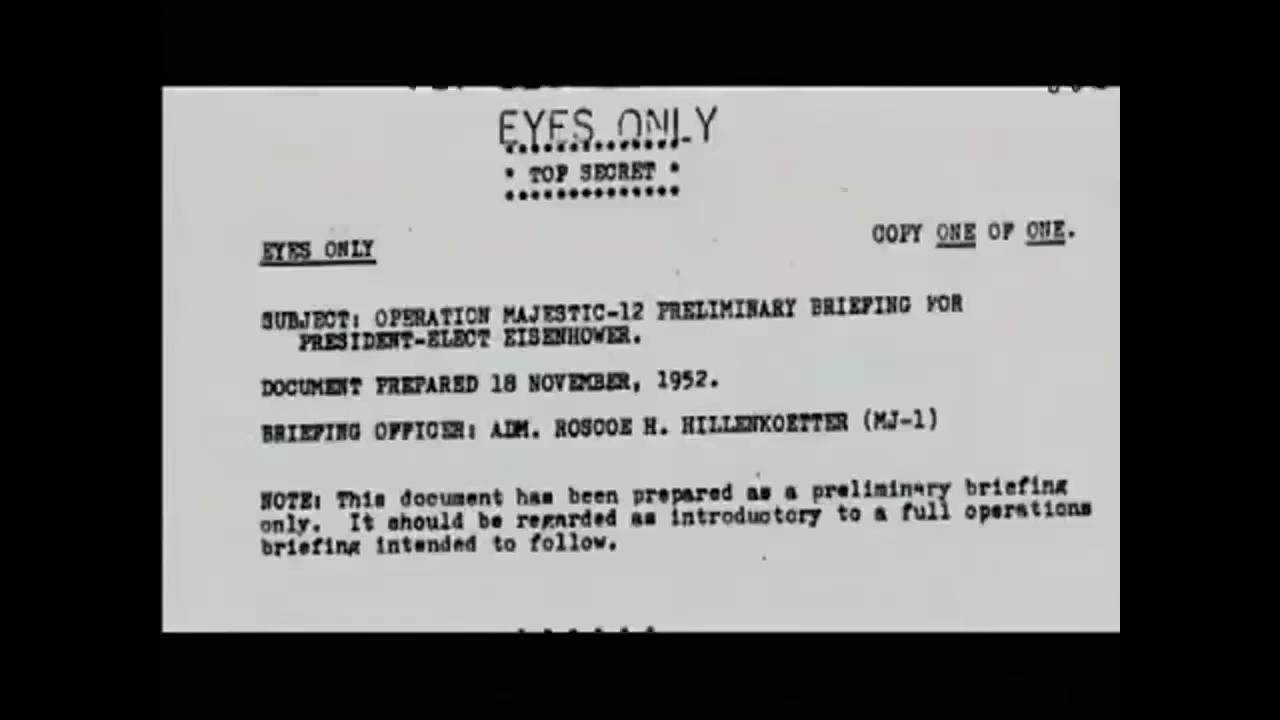 EYES ONLY
* TOP SECRET *
EYES ONLY
COPY ONE OF ONE.
SUBJECT: OPERATION MAJESTIC-12 PRELIMINARY BRIEFING FOR
PRESIDENT-ELECT EISENHOWER.
DOCUMENT PREPARED 18 NOVEMBER, 1952.
BRIEFING OFFICER: ADM. ROSCOE H. HILLENKOETTER (MJ-1)
NOTE: This document has been prepared as a preliminary briefing
only. It should be regarded as introductory to a full operations
briefing intended to follow.